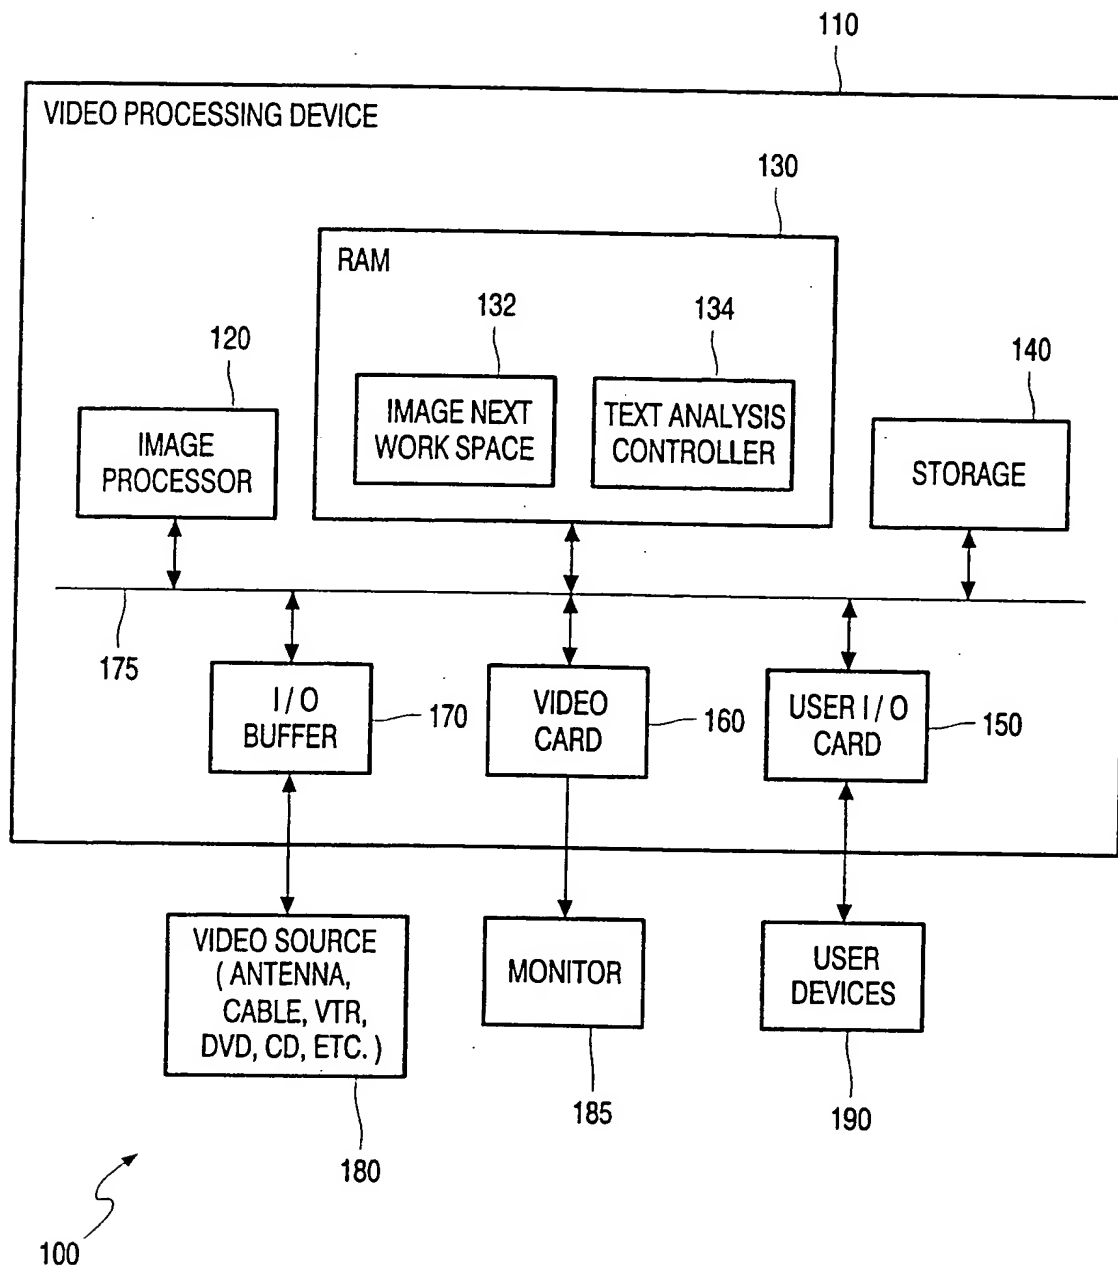 110
VIDEO PROCESSING DEVICE
130
RAM
132
134
120
140
IMAGE NEXT
WORK SPACE
TEXT ANALYSIS
CONTROLLER
IMAGE
PROCESSOR
STORAGE
175
I / O
BUFFER
170
VIDEO
CARD
160
USER I / O
CARD
150
VIDEO SOURCE
( ANTENNA,
CABLE, VTR,
DVD, CD, ETC. )
MONITOR
USER
DEVICES
185
190
180
100